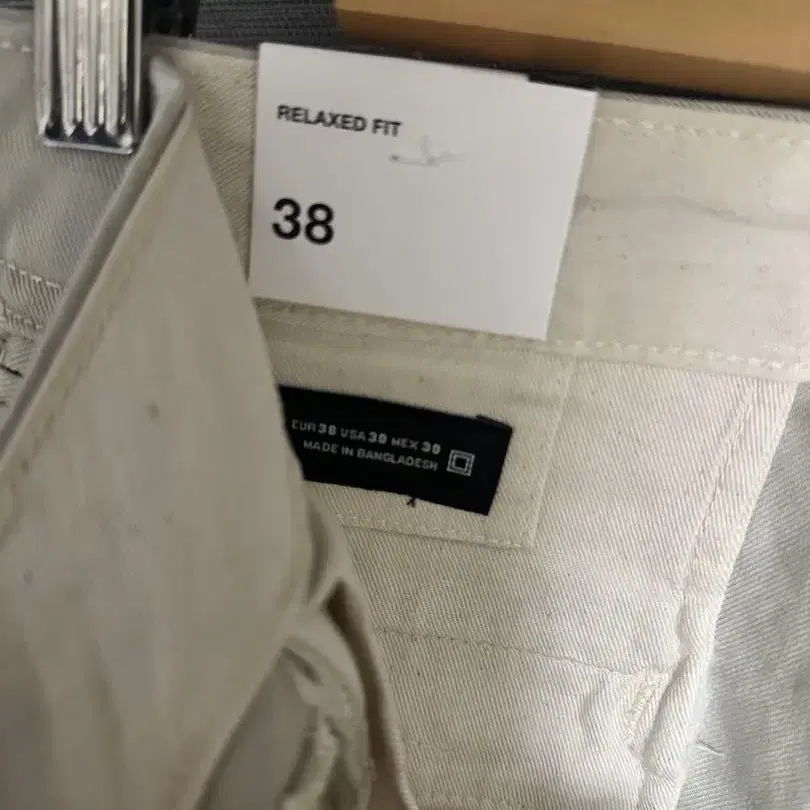 RELAXED FIT
38
EUR 38 USA 30 MEX 30
MADE IN BANGLADESH